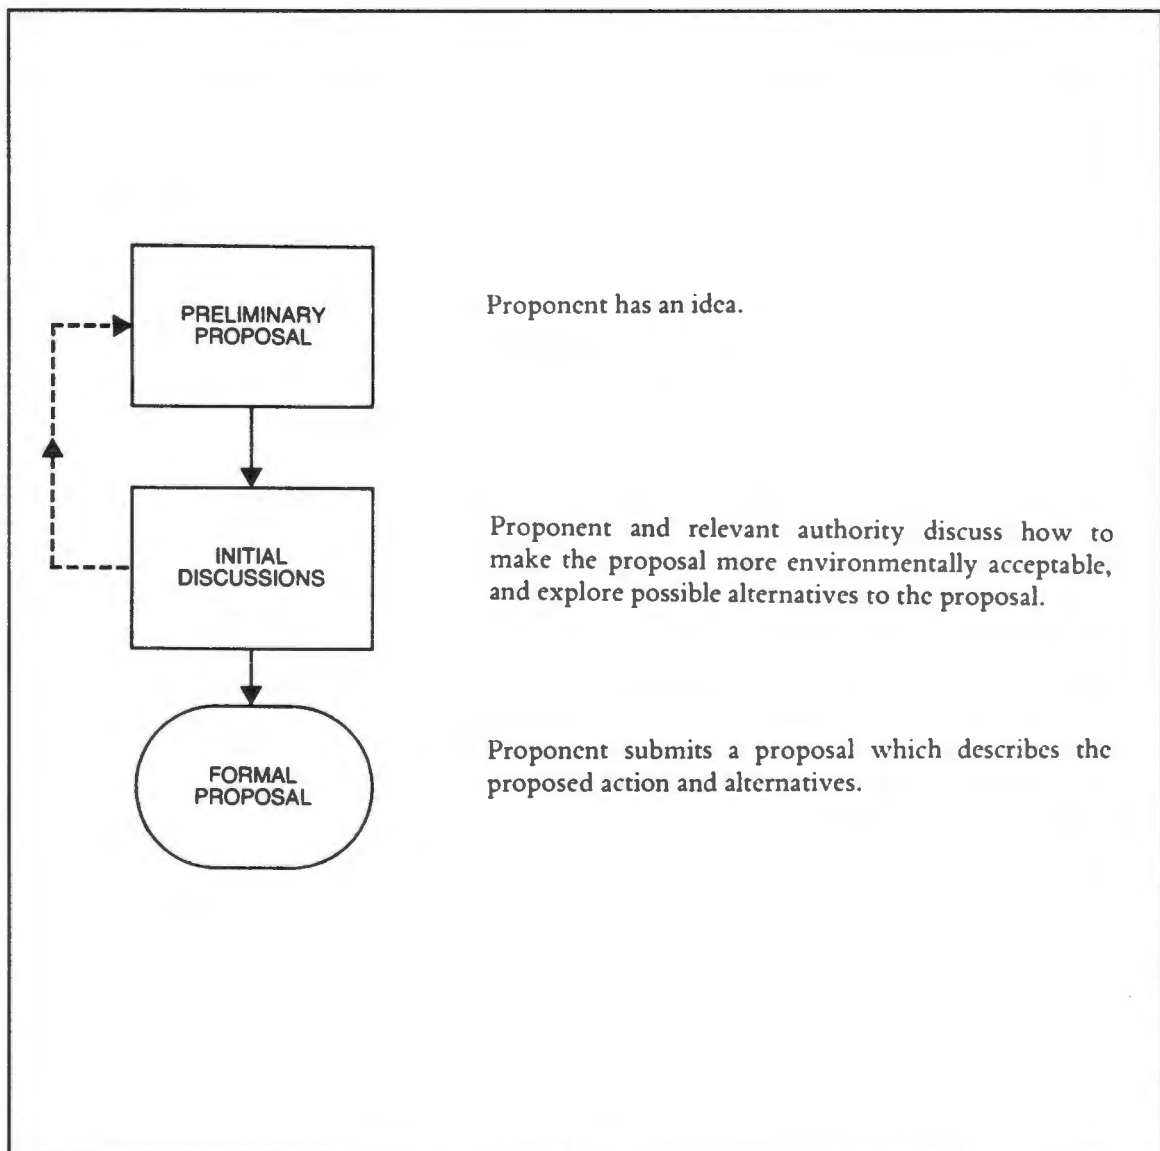 PRELIMINARY
PROPOSAL
Proponent has an idea.
INITIAL
DISCUSSIONS
Proponent and relevant authority discuss how to
make the proposal more environmentally acceptable,
and explore possible alternatives to the proposal.
FORMAL
PROPOSAL
Proponent submits a proposal which describes the
proposed action and alternatives.